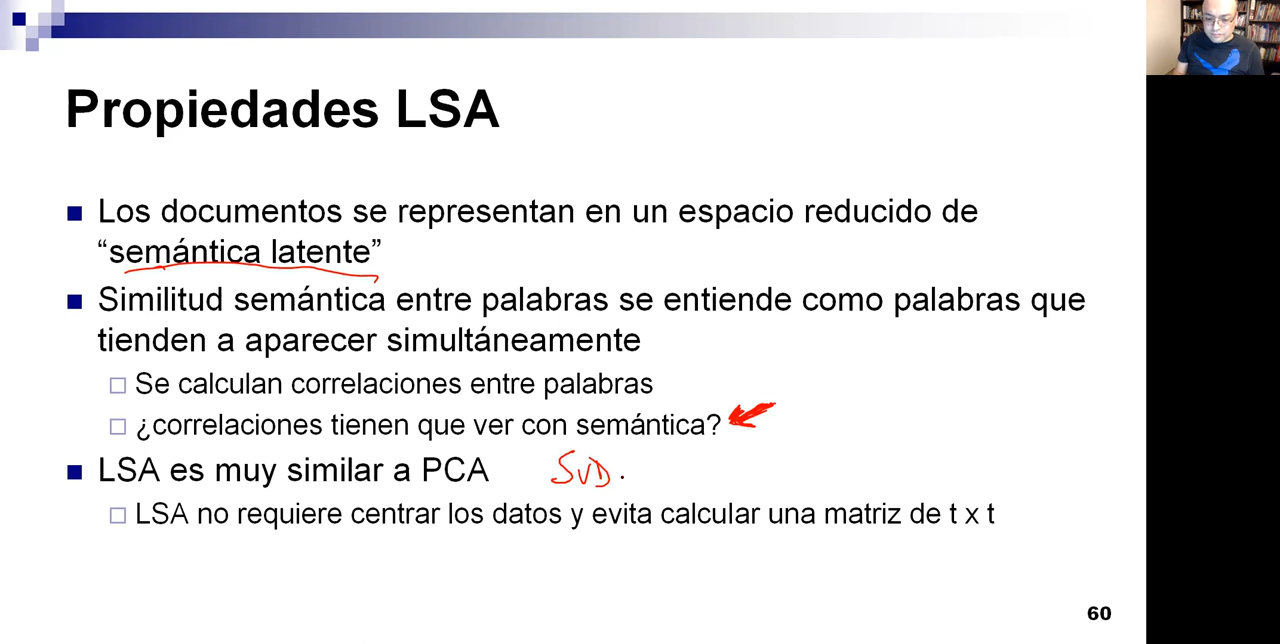 Propiedades LSA
Los documentos se representan en un espacio reducido de
“semántica latente”
Similitud semántica entre palabras se entiende como palabras que
tienden a aparecer simultáneamente
Se calculan correlaciones entre palabras
¿correlaciones tienen que ver con semántica?
LSA es muy similar a PCA SVD.
LSA no requiere centrar los datos y evita calcular una matriz de t x t
60